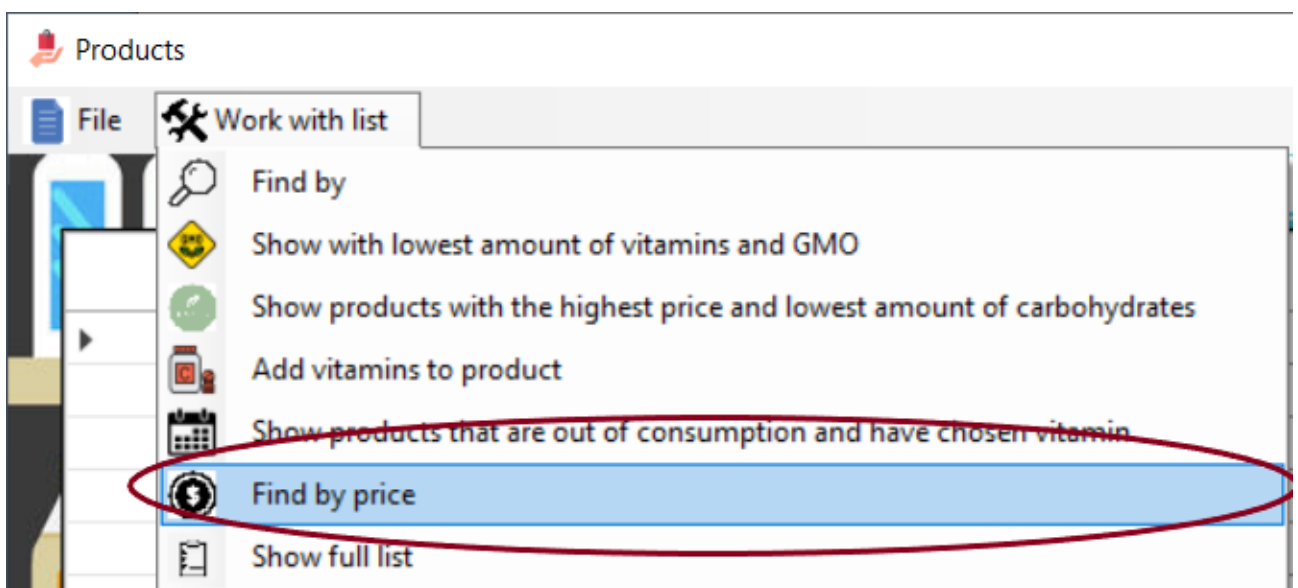 Products
File Work with list
Find by
Show with lowest amount of vitamins and GMO
Show products with the highest price and lowest amount of carbohydrates
Add vitamins to product
Show products that are out of consumption and have chosen vitamin
Find by price
Show full list